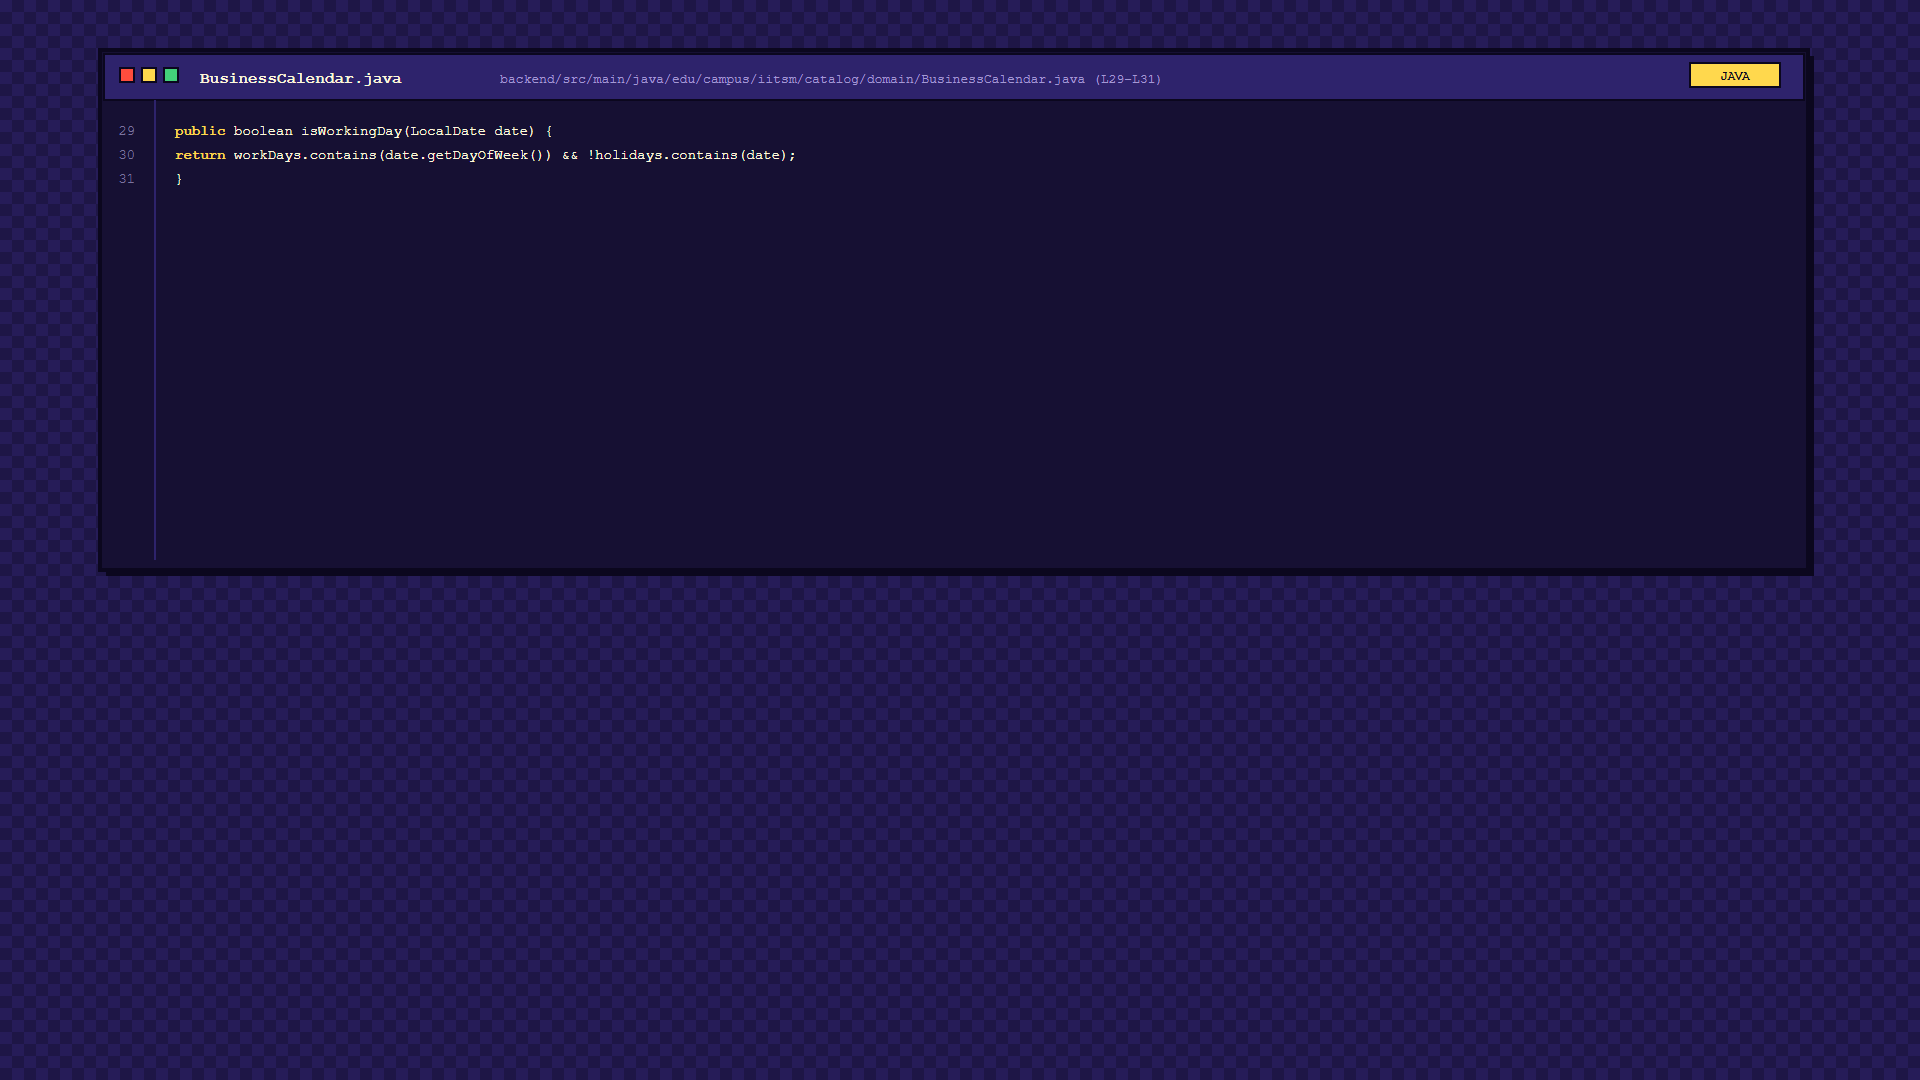 BusinessCalendar.java
backend/src/main/java/edu/campus/iitsm/catalog/domain/BusinessCalendar.java (L29–L31)
JAVA
29 public boolean isWorkingDay(LocalDate date) {
30 return workDays.contains(date.getDayOfWeek()) && !holidays.contains(date);
31 }